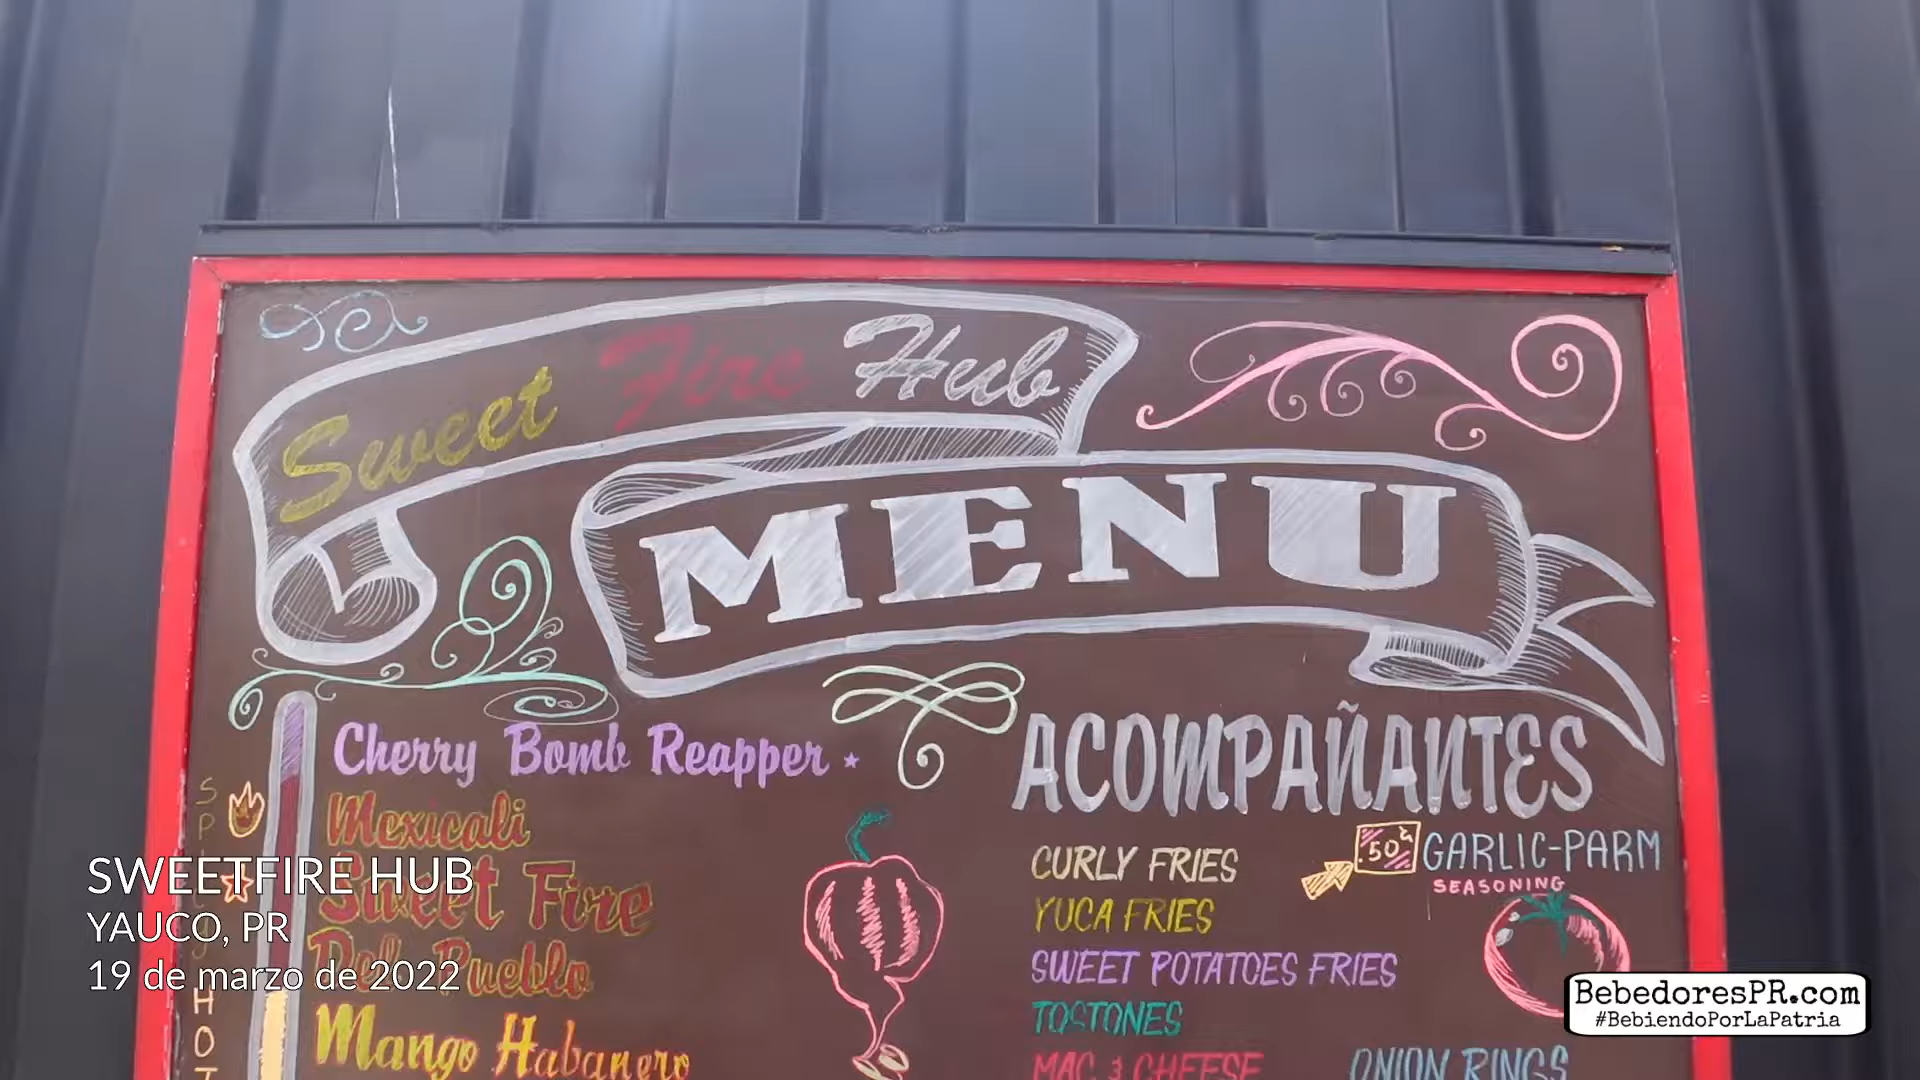 Sweet Fire Hub
MENU
Cherry Bomb Reapper
Mexicali
Sweet Fire
Del Pueblo
Mango Habanero
HOT
ACOMPAÑANTES
CURLY FRIES
.50¢ GARLIC-PARM
SEASONING
YUCA FRIES
SWEET POTATOES FRIES
TOSTONES
MAC & CHEESE
ONION RINGS
SWEETFIRE HUB
YAUCO, PR
19 de marzo de 2022
BebedoresPR.com
#BebiendoPorLaPatria